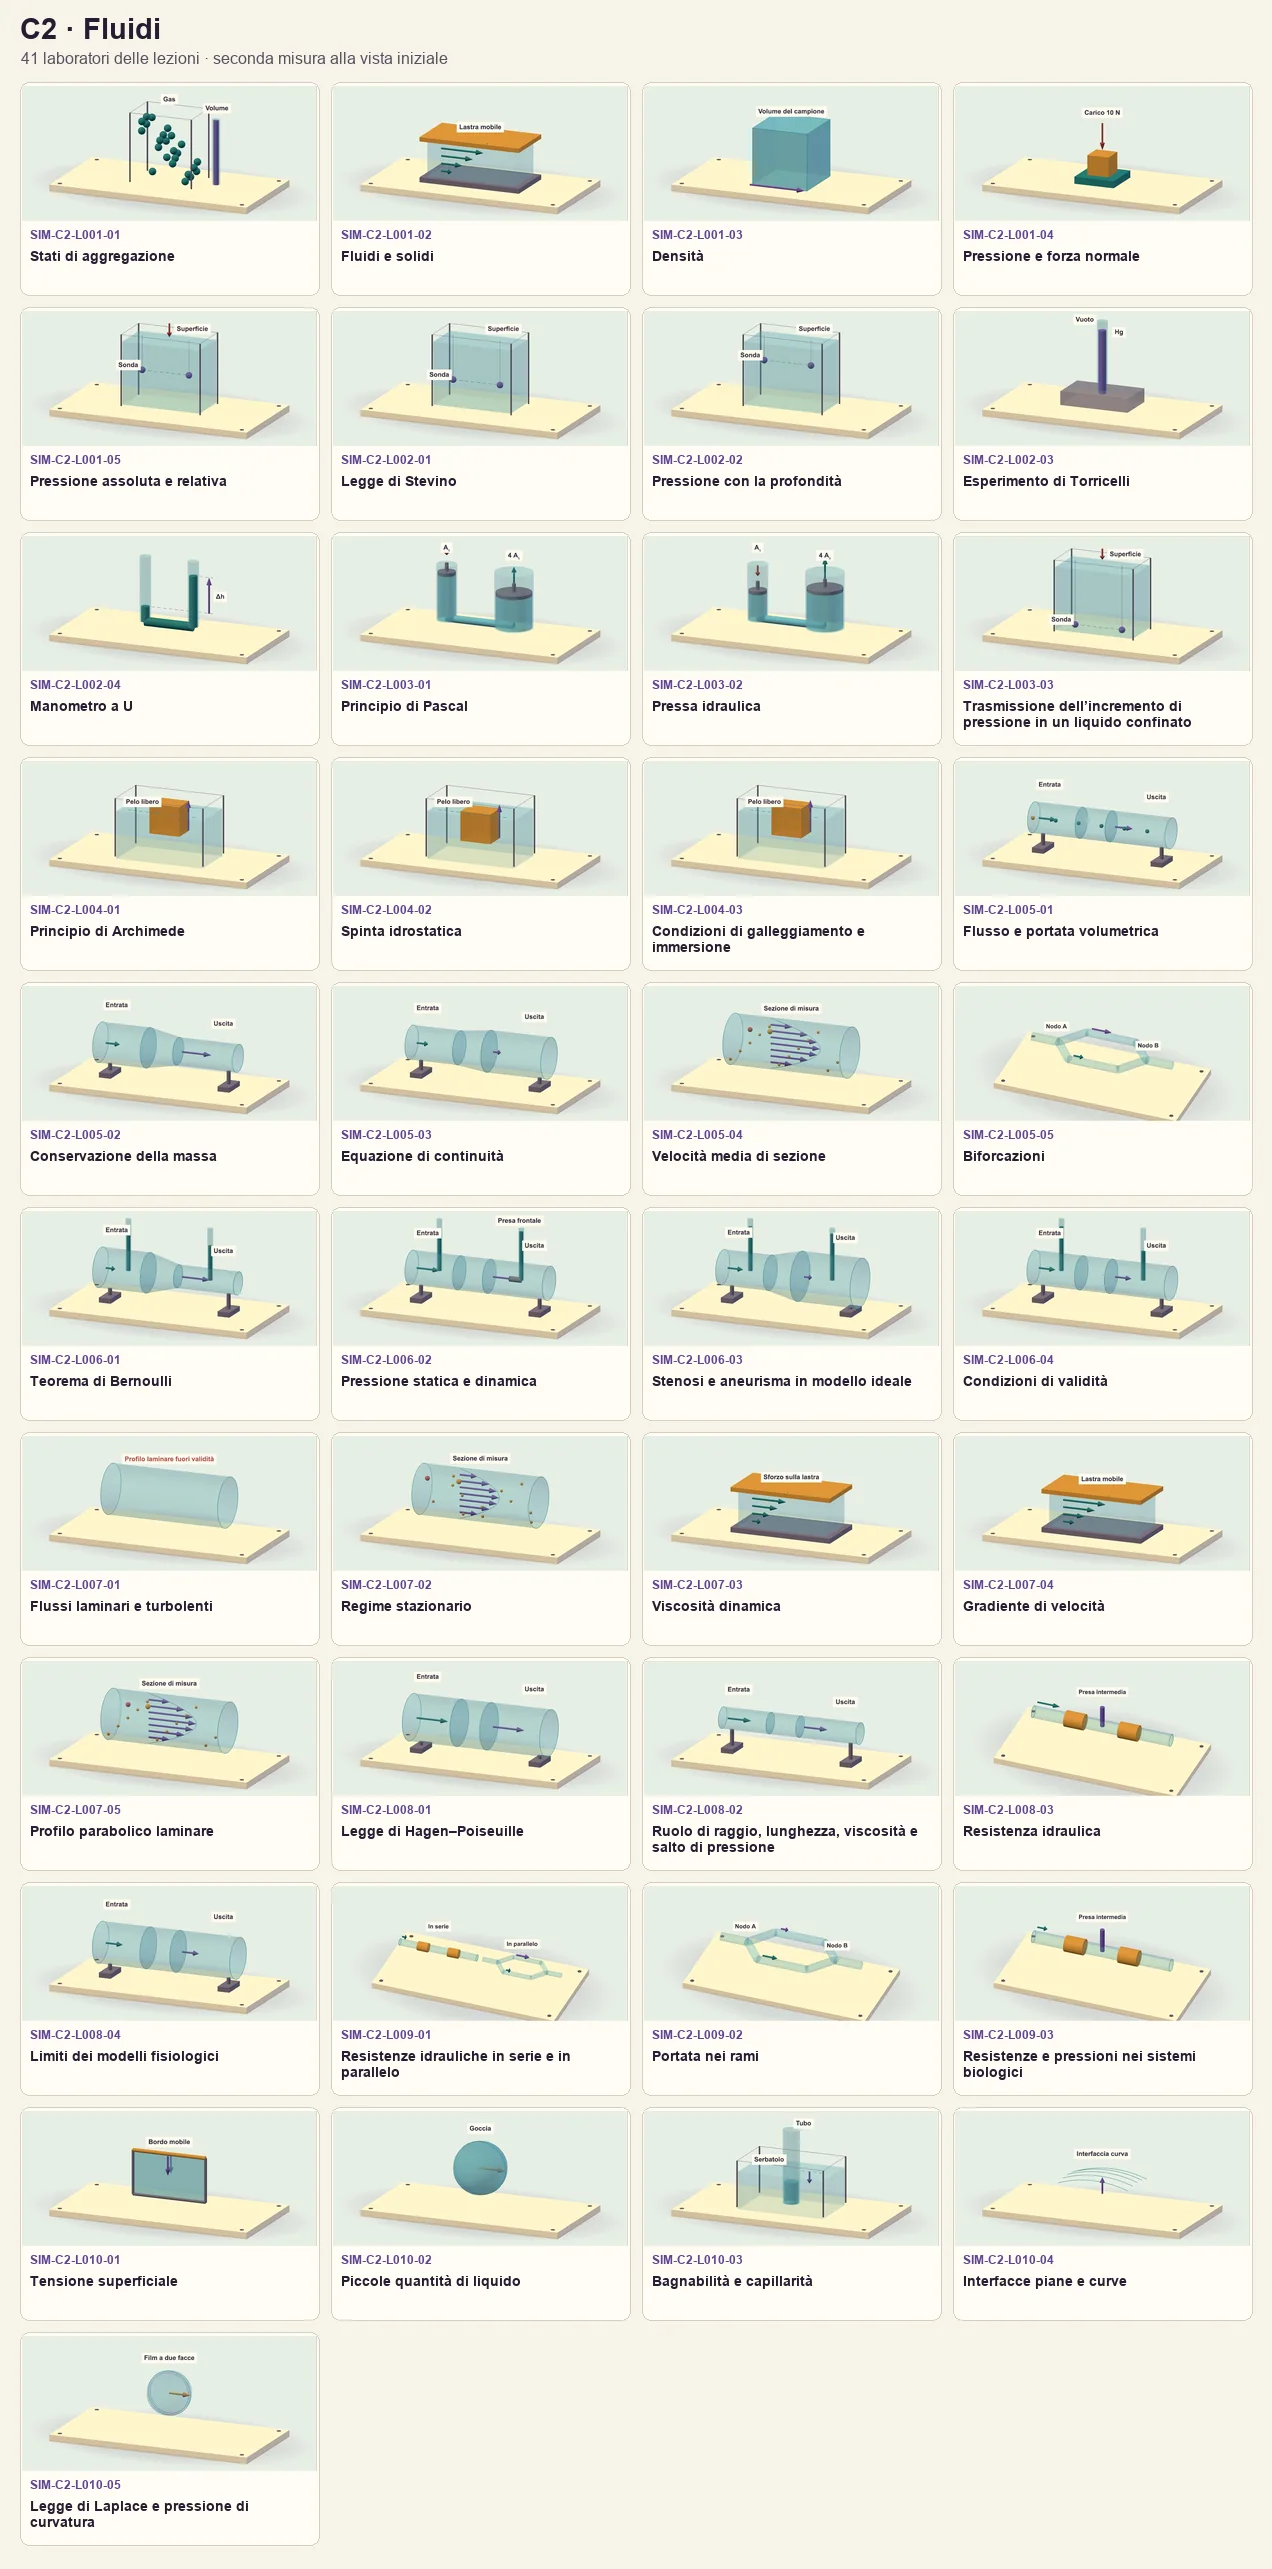 C2 · Fluidi
41 laboratori delle lezioni · seconda misura alla vista iniziale
Gas
Volume
SIM-C2-L001-01
Stati di aggregazione
Lastra mobile
SIM-C2-L001-02
Fluidi e solidi
Volume del campione
SIM-C2-L001-03
Densità
Carico 10 N
SIM-C2-L001-04
Pressione e forza normale
Superficie
Sonda
SIM-C2-L001-05
Pressione assoluta e relativa
Superficie
Sonda
SIM-C2-L002-01
Legge di Stevino
Superficie
Sonda
SIM-C2-L002-02
Pressione con la profondità
Vuoto
Hg
SIM-C2-L002-03
Esperimento di Torricelli
Δh
SIM-C2-L002-04
Manometro a U
A₁
4 A₁
SIM-C2-L003-01
Principio di Pascal
A₁
4 A₁
SIM-C2-L003-02
Pressa idraulica
Superficie
Sonda
SIM-C2-L003-03
Trasmissione dell’incremento di
pressione in un liquido confinato
Pelo libero
SIM-C2-L004-01
Principio di Archimede
Pelo libero
SIM-C2-L004-02
Spinta idrostatica
Pelo libero
SIM-C2-L004-03
Condizioni di galleggiamento e
immersione
Entrata
Uscita
SIM-C2-L005-01
Flusso e portata volumetrica
Entrata
Uscita
SIM-C2-L005-02
Conservazione della massa
Entrata
Uscita
SIM-C2-L005-03
Equazione di continuità
Sezione di misura
SIM-C2-L005-04
Velocità media di sezione
Nodo A
Nodo B
SIM-C2-L005-05
Biforcazioni
Entrata
Uscita
SIM-C2-L006-01
Teorema di Bernoulli
Presa frontale
Entrata
Uscita
SIM-C2-L006-02
Pressione statica e dinamica
Entrata
Uscita
SIM-C2-L006-03
Stenosi e aneurisma in modello ideale
Entrata
Uscita
SIM-C2-L006-04
Condizioni di validità
Profilo laminare fuori validità
SIM-C2-L007-01
Flussi laminari e turbolenti
Sezione di misura
SIM-C2-L007-02
Regime stazionario
Sforzo sulla lastra
SIM-C2-L007-03
Viscosità dinamica
Lastra mobile
SIM-C2-L007-04
Gradiente di velocità
Sezione di misura
SIM-C2-L007-05
Profilo parabolico laminare
Entrata
Uscita
SIM-C2-L008-01
Legge di Hagen–Poiseuille
Entrata
Uscita
SIM-C2-L008-02
Ruolo di raggio, lunghezza, viscosità e
salto di pressione
Presa intermedia
SIM-C2-L008-03
Resistenza idraulica
Entrata
Uscita
SIM-C2-L008-04
Limiti dei modelli fisiologici
In serie
In parallelo
SIM-C2-L009-01
Resistenze idrauliche in serie e in
parallelo
Nodo A
Nodo B
SIM-C2-L009-02
Portata nei rami
Presa intermedia
SIM-C2-L009-03
Resistenze e pressioni nei sistemi
biologici
Bordo mobile
SIM-C2-L010-01
Tensione superficiale
Goccia
SIM-C2-L010-02
Piccole quantità di liquido
Tubo
Serbatoio
SIM-C2-L010-03
Bagnabilità e capillarità
Interfaccia curva
SIM-C2-L010-04
Interfacce piane e curve
Film a due facce
SIM-C2-L010-05
Legge di Laplace e pressione di
curvatura